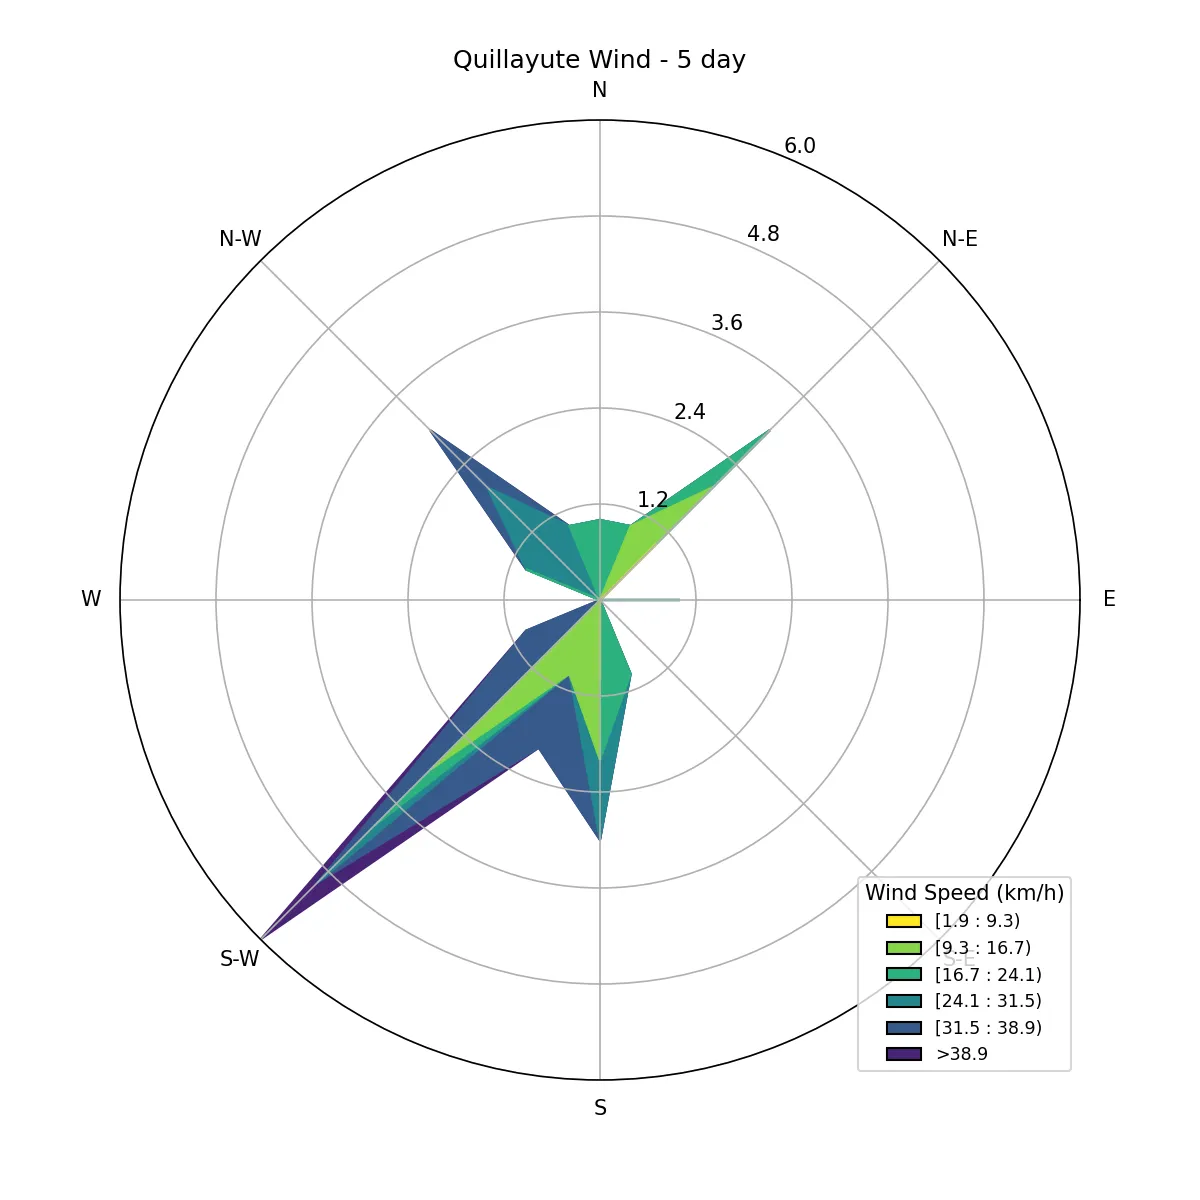 Quillayute Wind - 5 day
N
6.0
4.8
N-W
N-E
3.6
2.4
1.2
W
E
Wind Speed (km/h)
[1.9 : 9.3)
[9.3 : 16.7)
S-W
S-E
[16.7 : 24.1)
[24.1 : 31.5)
[31.5 : 38.9)
>38.9
S